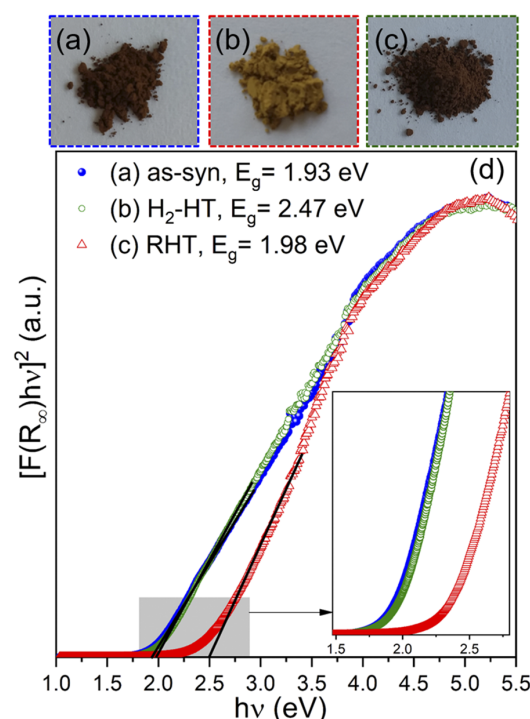 (a)
(b)
(c)
(d)
(a) as-syn, E_g= 1.93 eV
(b) H₂-HT, E_g= 2.47 eV
(c) RHT, E_g= 1.98 eV
[F(R_∞)hν]² (a.u.)
1.5 2.0 2.5
1.0 1.5 2.0 2.5 3.0 3.5 4.0 4.5 5.0 5.5
hν (eV)